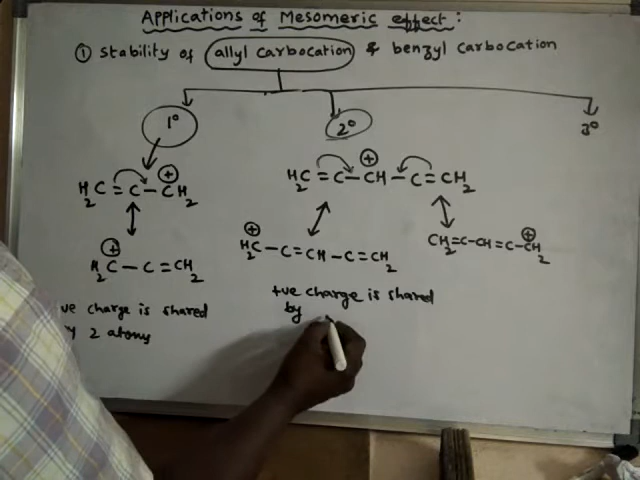 Applications of Mesomeric effect :
① Stability of allyl carbocation & benzyl carbocation
1° 2° 3°
H₂C=C-CH₂ ⊕
H₂C=C-CH-C=CH₂ ⊕
⊕ H₂C-C=CH₂
⊕ H₂C-C=CH-C=CH₂
CH₂=C-CH=C-CH₂ ⊕
ve charge is shared
2 atoms
+ve charge is shared
by